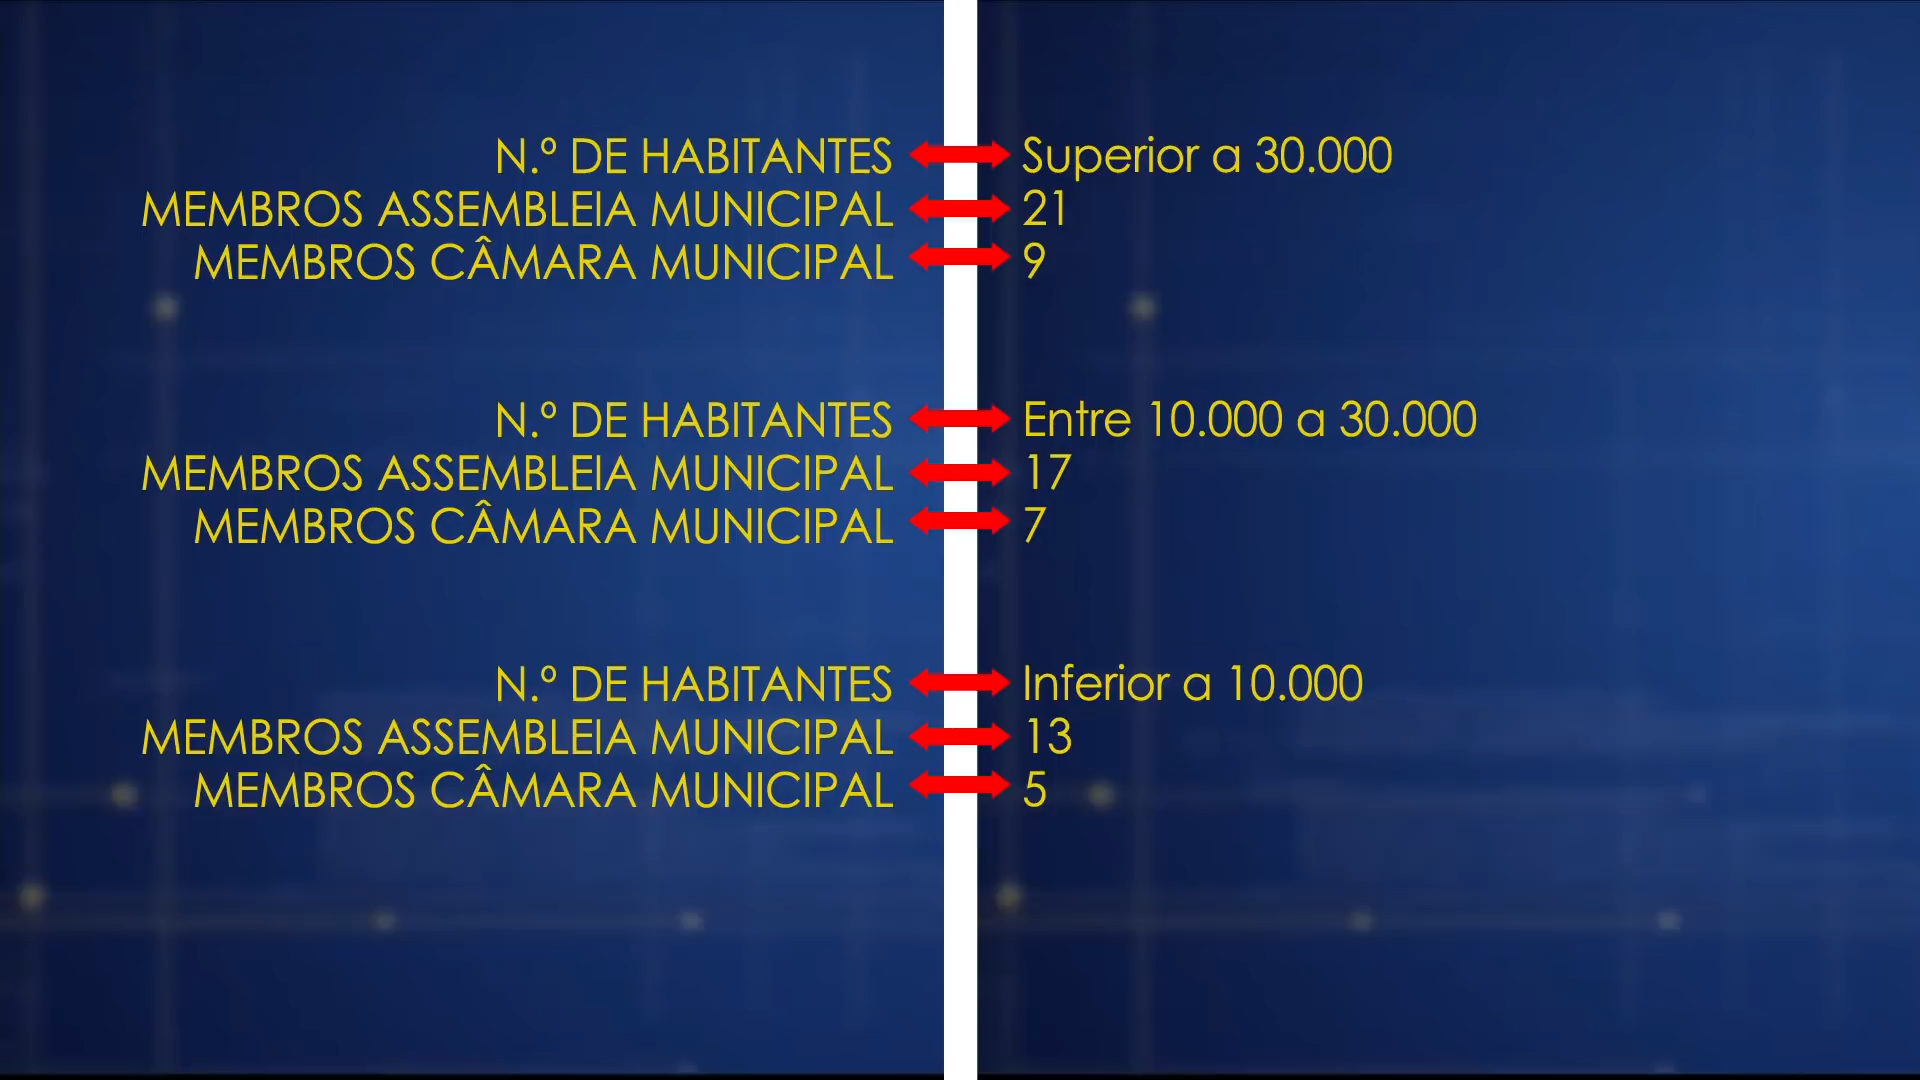 N.º DE HABITANTES Superior a 30.000
MEMBROS ASSEMBLEIA MUNICIPAL 21
MEMBROS CÂMARA MUNICIPAL 9
N.º DE HABITANTES Entre 10.000 a 30.000
MEMBROS ASSEMBLEIA MUNICIPAL 17
MEMBROS CÂMARA MUNICIPAL 7
N.º DE HABITANTES Inferior a 10.000
MEMBROS ASSEMBLEIA MUNICIPAL 13
MEMBROS CÂMARA MUNICIPAL 5